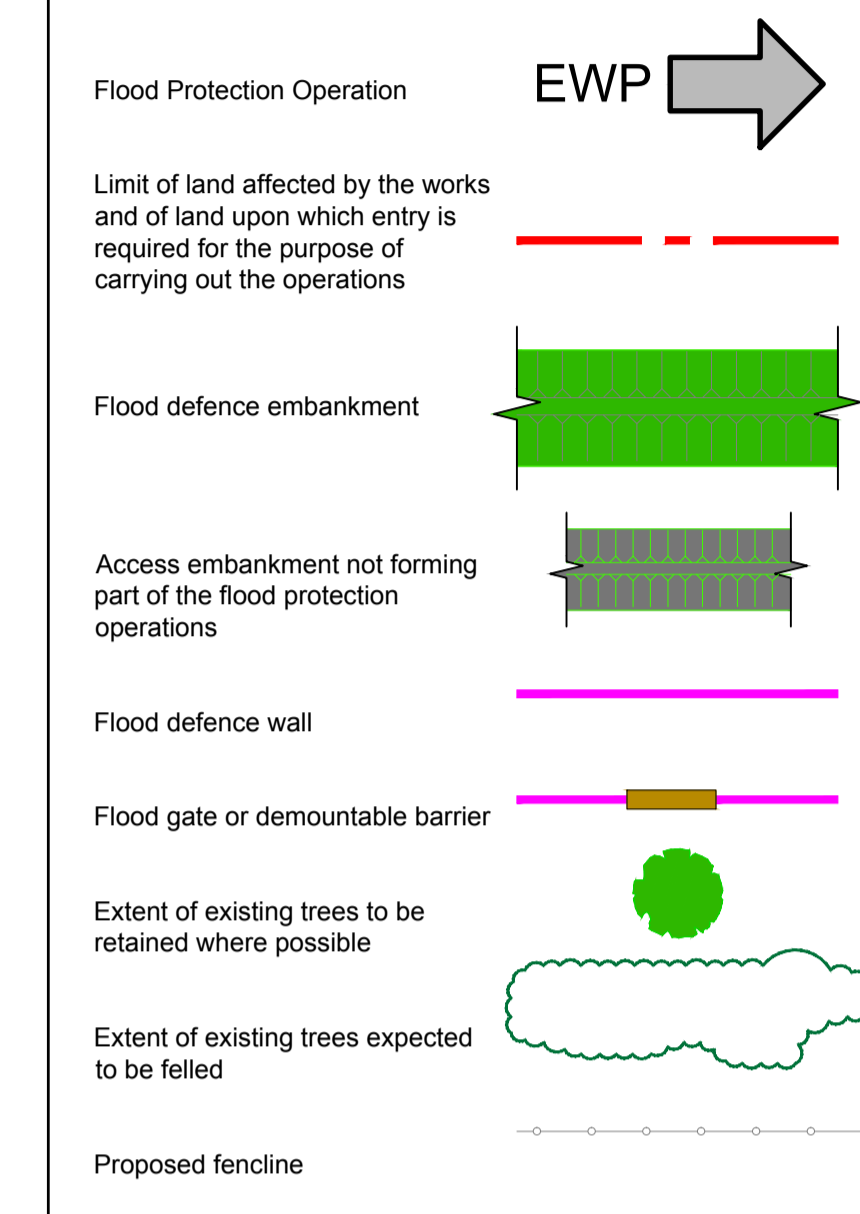 Flood Protection Operation
EWP
Limit of land affected by the works
and of land upon which entry is
required for the purpose of
carrying out the operations
Flood defence embankment
Access embankment not forming
part of the flood protection
operations
Flood defence wall
Flood gate or demountable barrier
Extent of existing trees to be
retained where possible
Extent of existing trees expected
to be felled
Proposed fencline